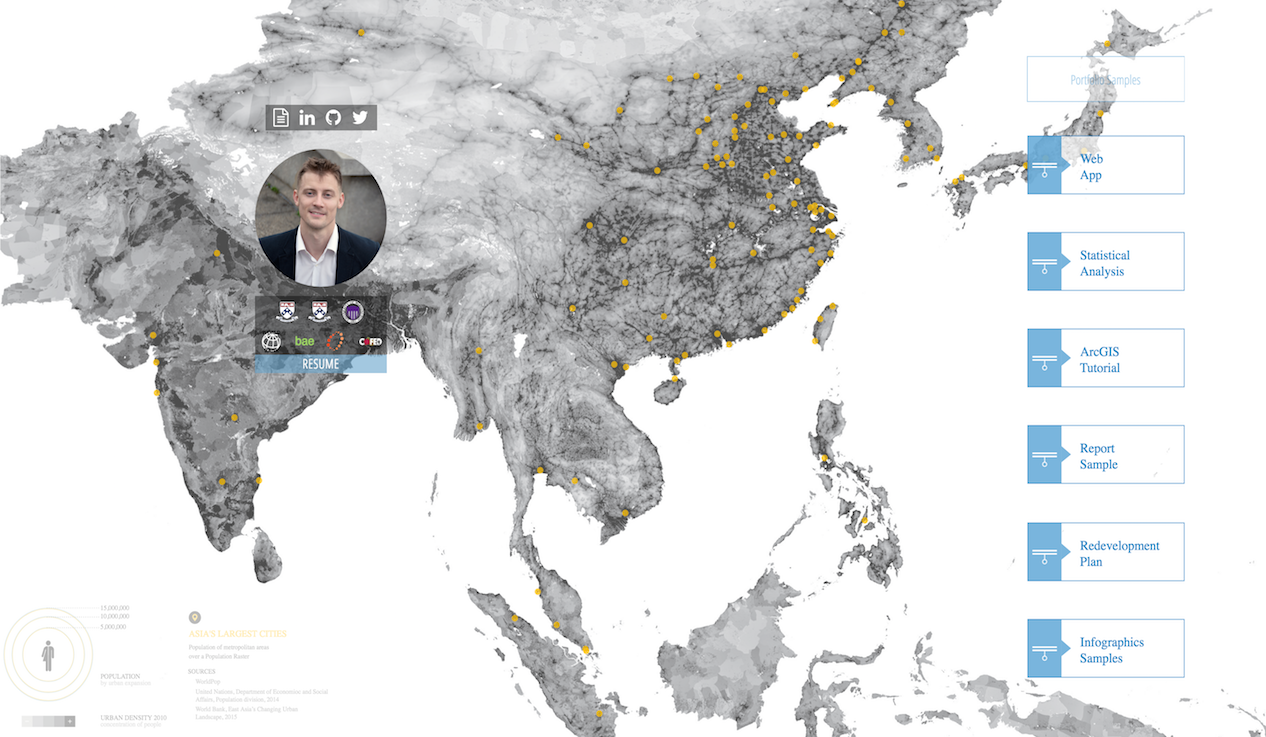 Portfolio Samples
Web
App
Statistical
Analysis
ArcGIS
Tutorial
Report
Sample
Redevelopment
Plan
Infographics
Samples
in
bae
RESUME
15,000,000
10,000,000
5,000,000
POPULATION
by affair expansion
URBAN DENSITY 2010
concentration of people
ASIA'S LARGEST CITIES
Population of metropolitan areas
over a Population Raster
SOURCES
WorldPop
United Nations, Department of Economics and Social
Affairs, Population division, 2014
World Bank, East Asia's Changing Urban
Landscape, 2015